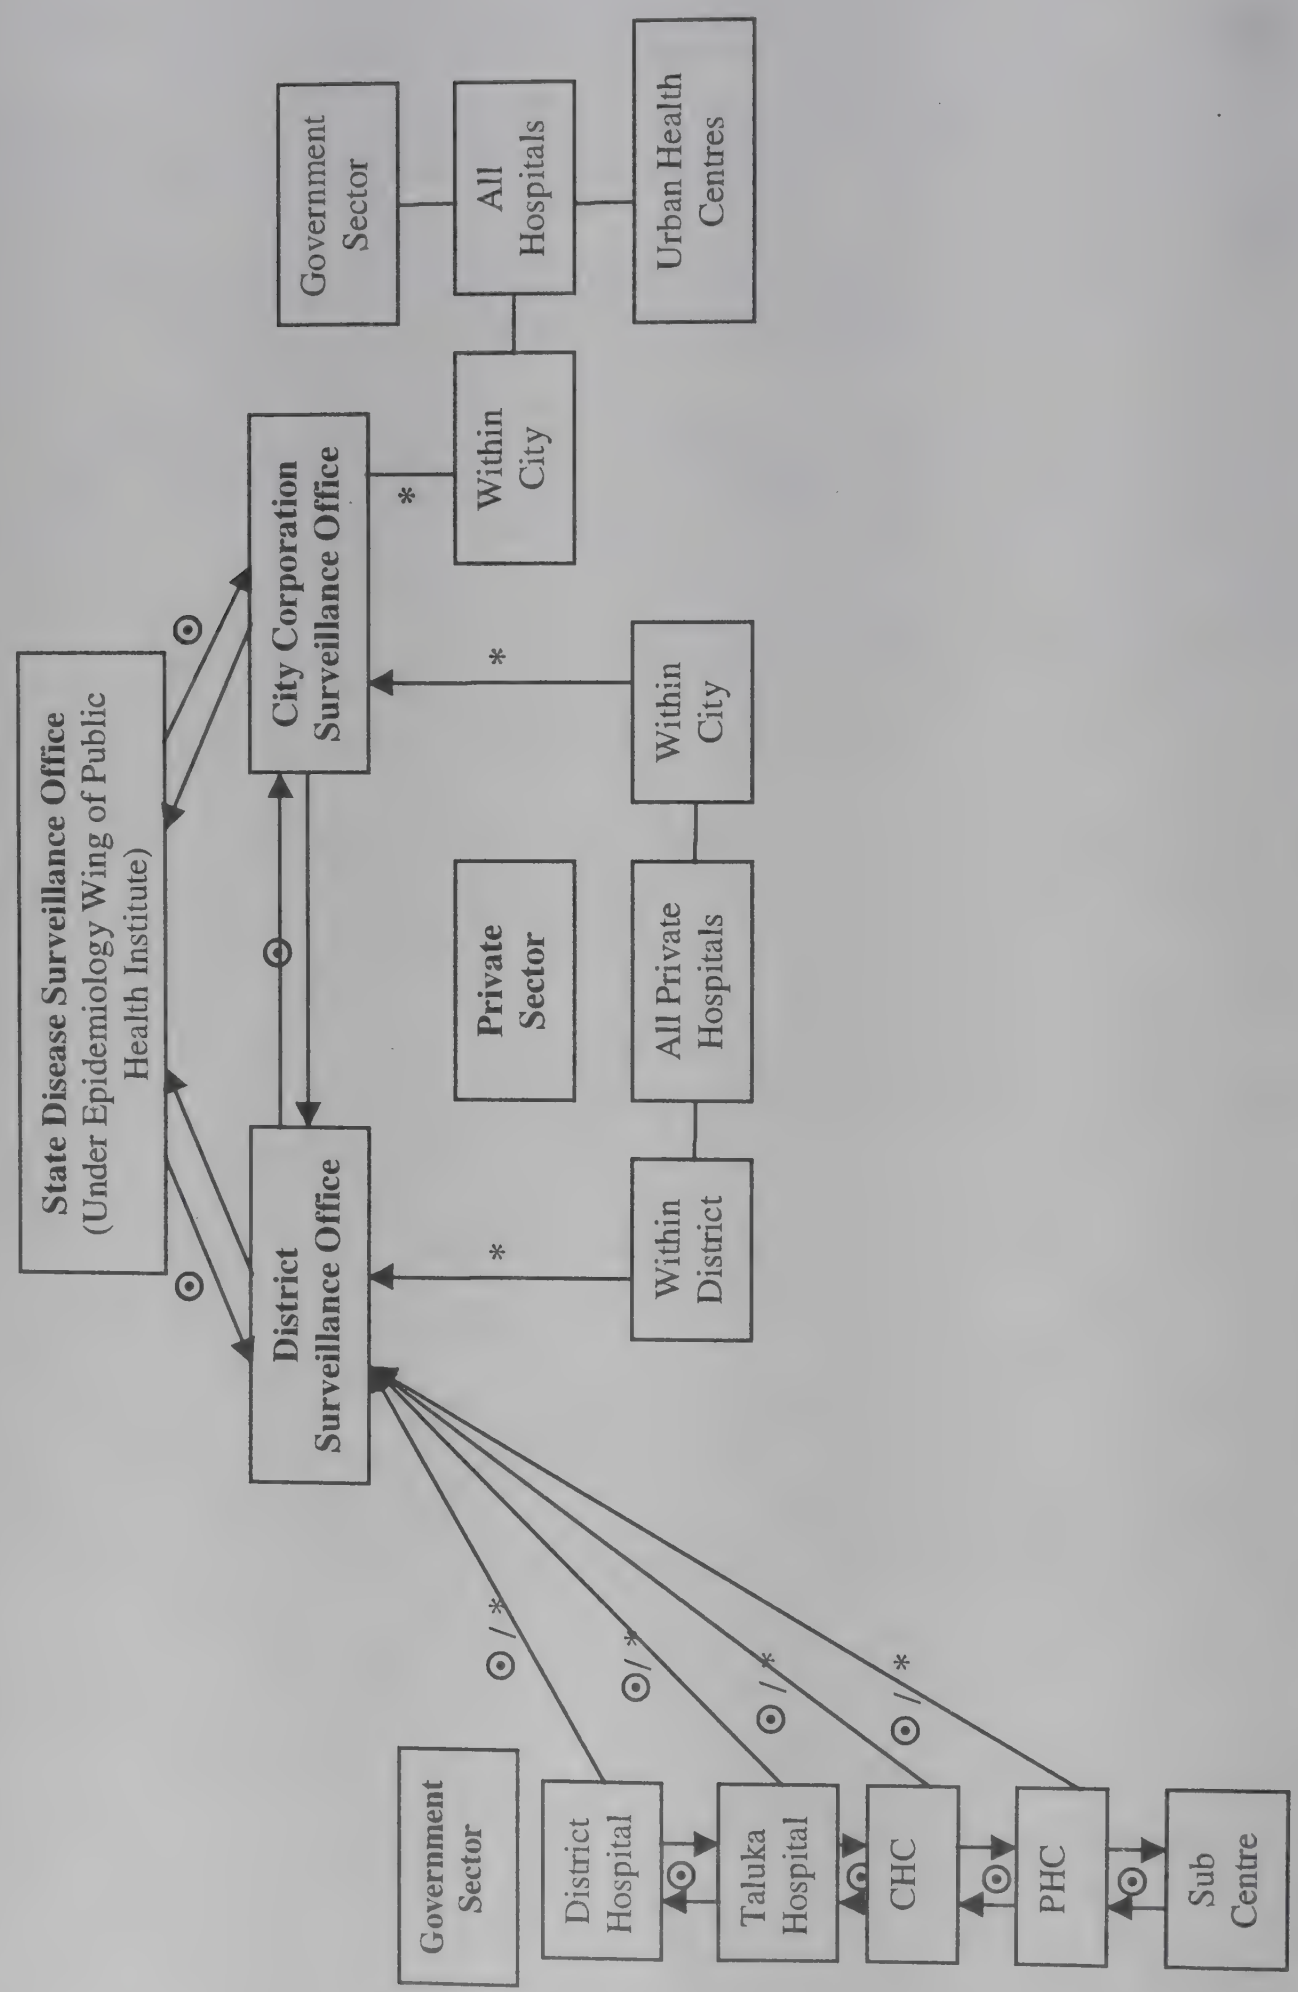 State Disease Surveillance Office
(Under Epidemiology Wing of Public
Health Institute)
⊙
⊙
District
Surveillance Office
⊙
City Corporation
Surveillance Office
*
*
*
Government
Sector
District
Hospital
⊙ / *
⊙
Taluka
Hospital
⊙/ *
⊙
CHC
⊙ / *
⊙
PHC
⊙ / *
⊙
Sub
Centre
Private
Sector
Within
District
All Private
Hospitals
Within
City
Within
City
Government
Sector
All
Hospitals
Urban Health
Centres